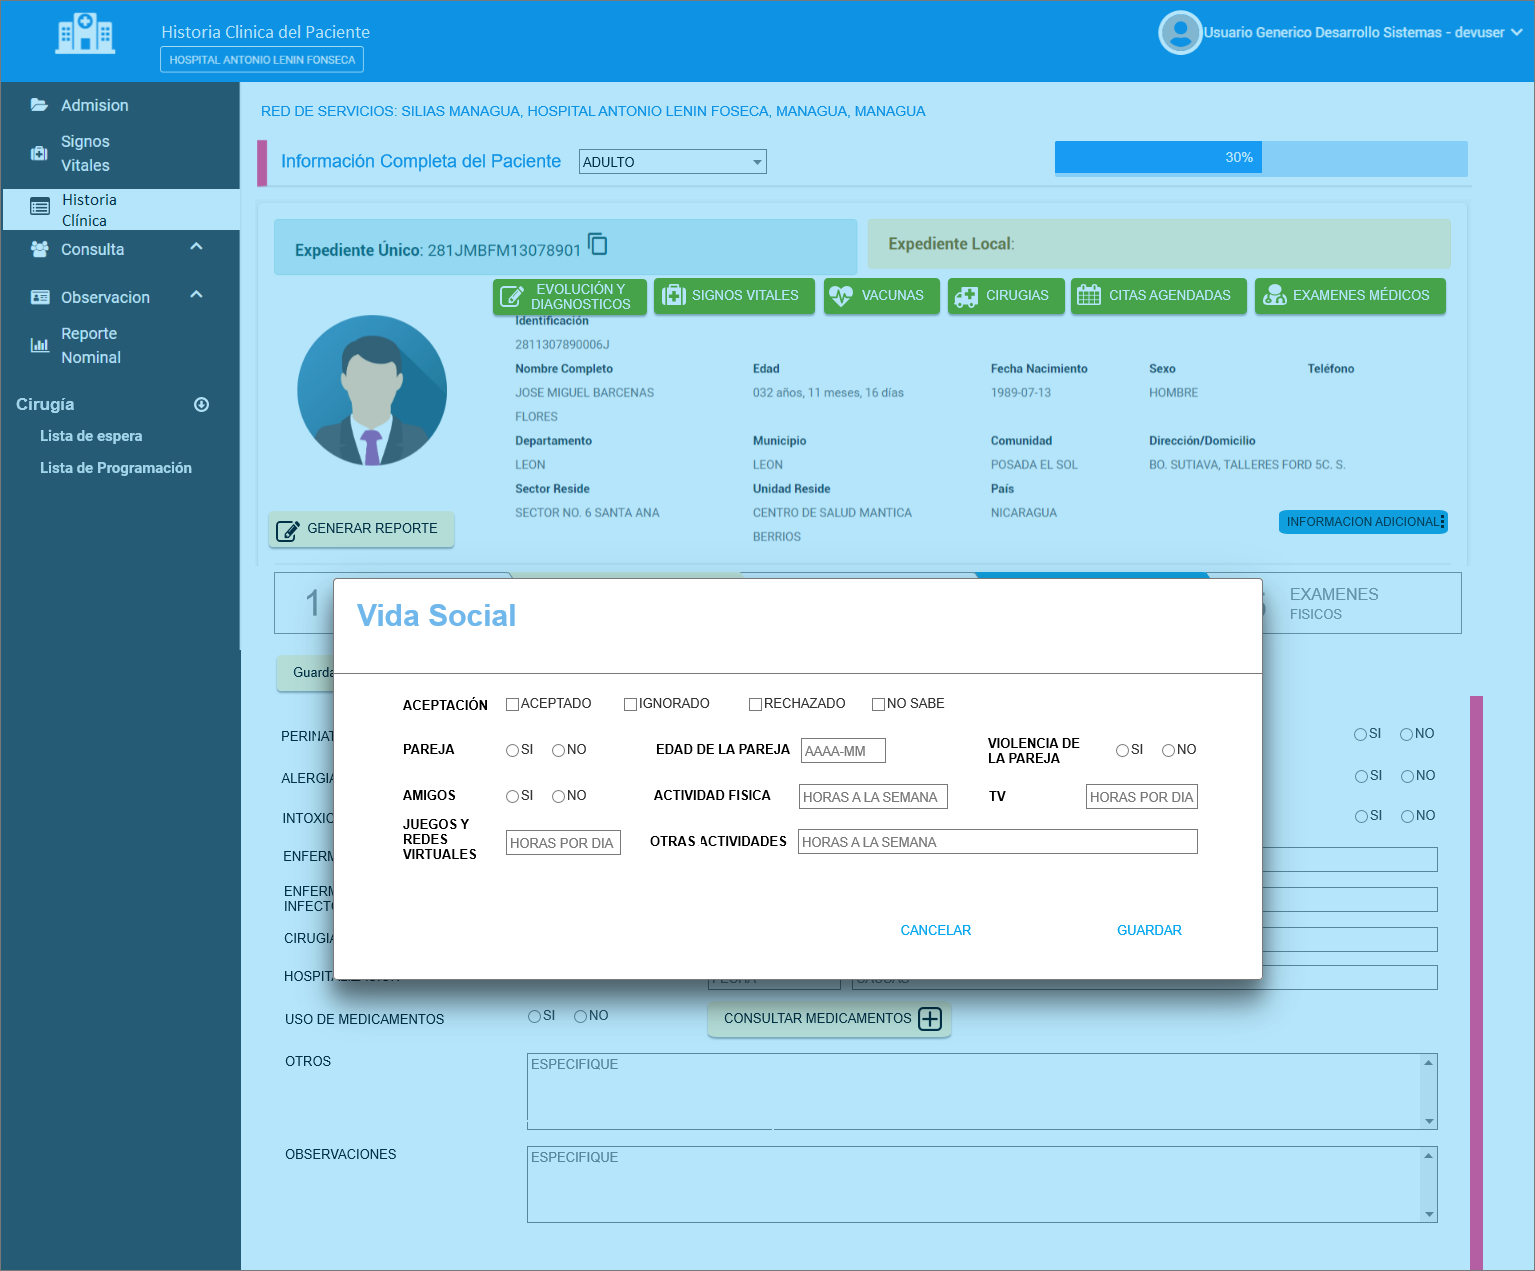 Historia Clinica del Paciente
HOSPITAL ANTONIO LENIN FONSECA
Usuario Generico Desarrollo Sistemas - devuser
Admision
Signos
Vitales
Historia
Clínica
Consulta
Observacion
Reporte
Nominal
Cirugía
Lista de espera
Lista de Programación
RED DE SERVICIOS: SILIAS MANAGUA, HOSPITAL ANTONIO LENIN FOSECA, MANAGUA, MANAGUA
Información Completa del Paciente
ADULTO
30%
Expediente Único: 281JMBFM13078901
Expediente Local:
EVOLUCIÓN Y
DIAGNOSTICOS
SIGNOS VITALES
VACUNAS
CIRUGIAS
CITAS AGENDADAS
EXAMENES MÉDICOS
Identificación
2811307890006J
Nombre Completo
Edad
Fecha Nacimiento
Sexo
Teléfono
JOSE MIGUEL BARCENAS
FLORES
032 años, 11 meses, 16 días
1989-07-13
HOMBRE
Departamento
Municipio
Comunidad
Dirección/Domicilio
LEON
LEON
POSADA EL SOL
BO. SUTIAVA, TALLERES FORD 5C. S.
Sector Reside
Unidad Reside
País
SECTOR NO. 6 SANTA ANA
CENTRO DE SALUD MANTICA
BERRIOS
NICARAGUA
GENERAR REPORTE
INFORMACION ADICIONAL
1
EXAMENES
FISICOS
Guarda
Vida Social
ACEPTACIÓN
ACEPTADO
IGNORADO
RECHAZADO
NO SABE
PAREJA
SI
NO
EDAD DE LA PAREJA
AAAA-MM
VIOLENCIA DE
LA PAREJA
SI
NO
AMIGOS
SI
NO
ACTIVIDAD FISICA
HORAS A LA SEMANA
TV
HORAS POR DIA
JUEGOS Y
REDES
VIRTUALES
HORAS POR DIA
OTRAS ACTIVIDADES
HORAS A LA SEMANA
CANCELAR
GUARDAR
PERINAT
SI
NO
ALERGIA
SI
NO
INTOXIC
SI
NO
ENFERM
ENFERM
INFECTO
CIRUGIA
HOSPITALIZACION
FECHA
CAUSAS
USO DE MEDICAMENTOS
SI
NO
CONSULTAR MEDICAMENTOS
OTROS
ESPECIFIQUE
OBSERVACIONES
ESPECIFIQUE